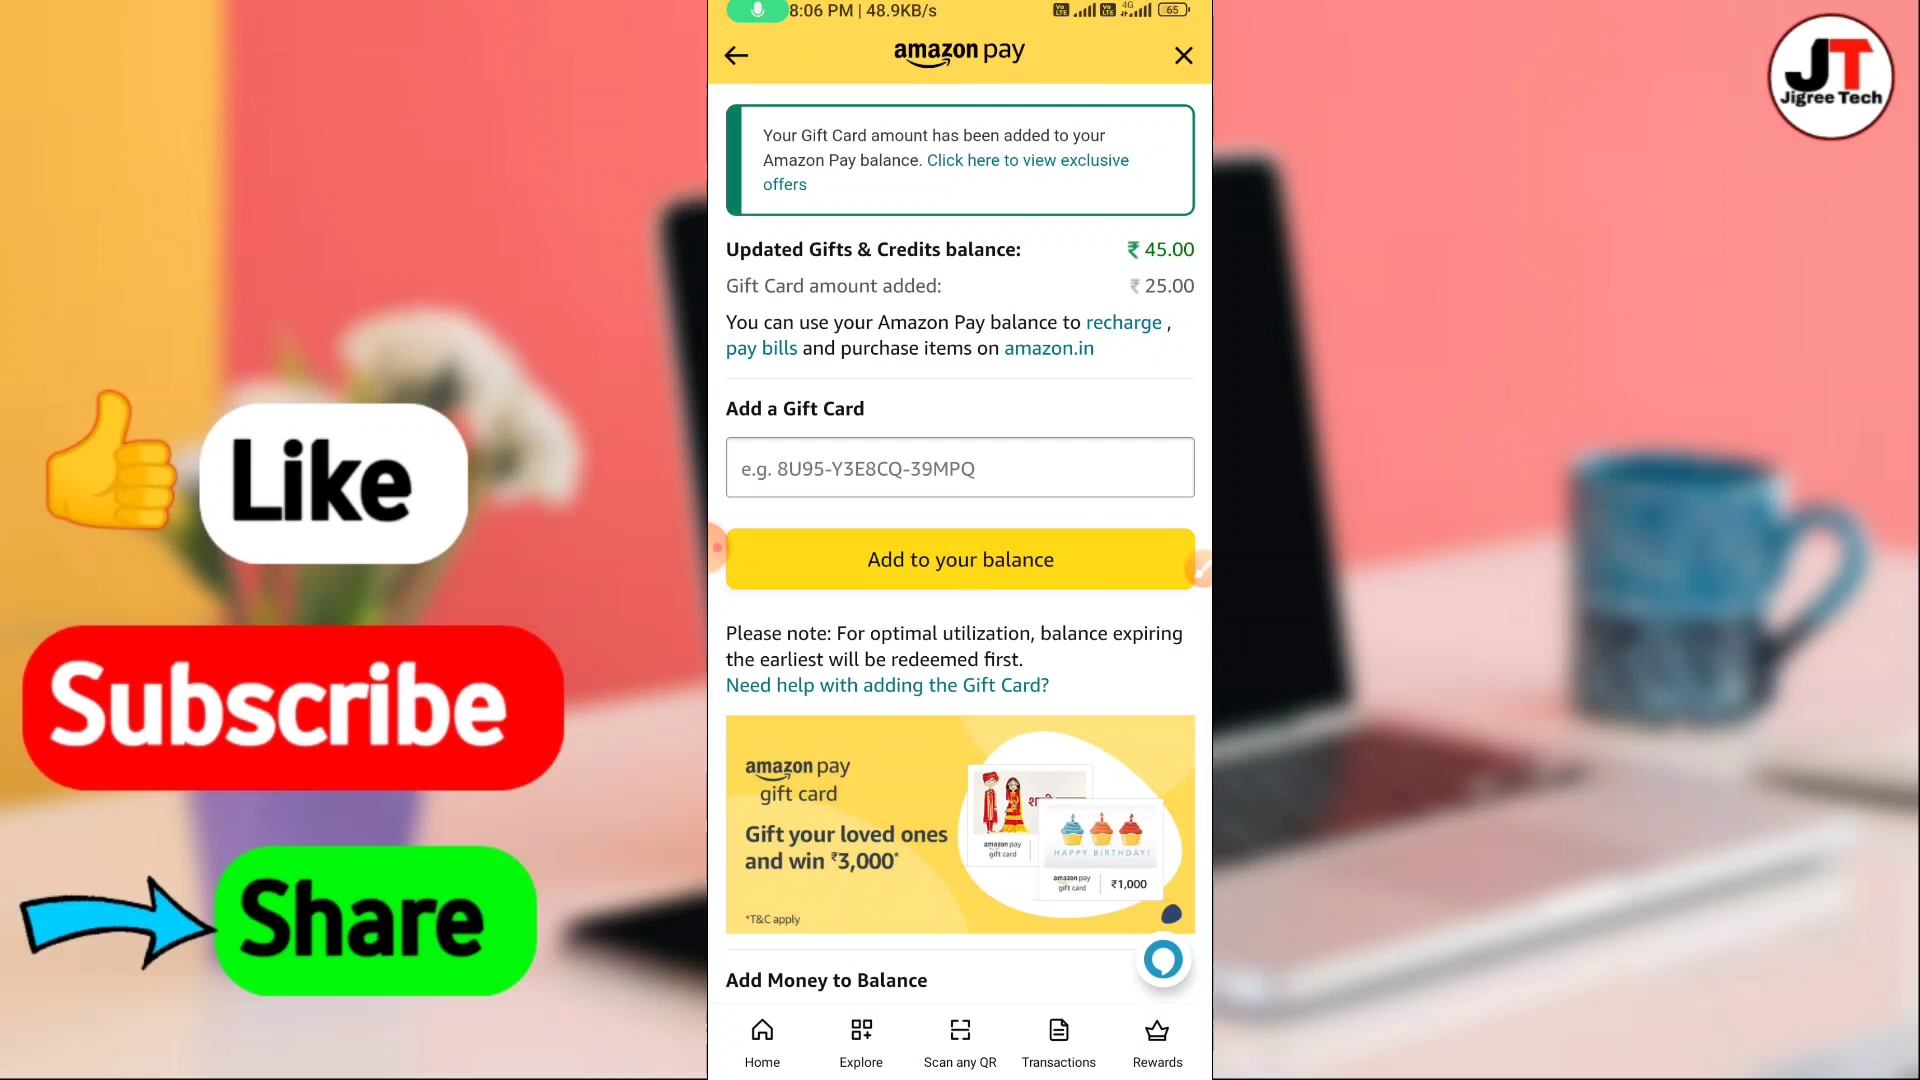 8:06 PM | 48.9KB/s
4G
65
amazon pay
JT
Jigree Tech
Your Gift Card amount has been added to your
Amazon Pay balance. Click here to view exclusive
offers
Updated Gifts & Credits balance: ₹ 45.00
Gift Card amount added: ₹ 25.00
You can use your Amazon Pay balance to recharge ,
pay bills and purchase items on amazon.in
Add a Gift Card
e.g. 8U95-Y3E8CQ-39MPQ
Add to your balance
Please note: For optimal utilization, balance expiring
the earliest will be redeemed first.
Need help with adding the Gift Card?
amazon pay
gift card
Gift your loved ones
and win ₹3,000*
*T&C apply
amazon pay
gift card
HAPPY BIRTHDAY!
amazon pay
gift card
₹1,000
Add Money to Balance
Home
Explore
Scan any QR
Transactions
Rewards
Like
Subscribe
Share